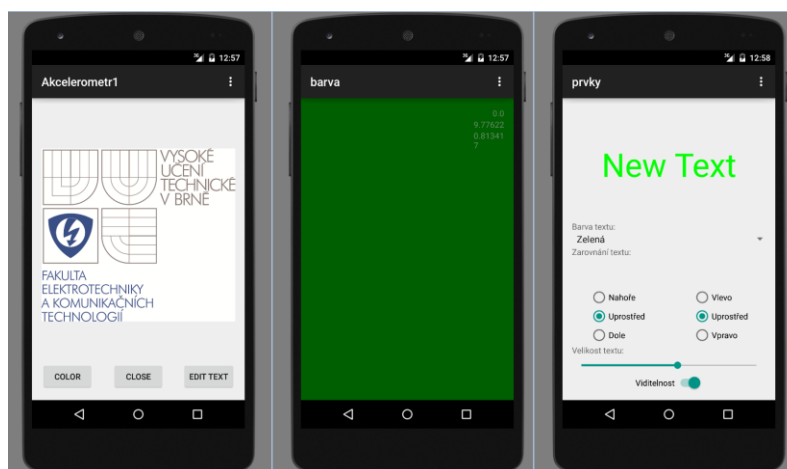 12:57
Akcelerometr1
VYSOKÉ
UČENÍ
TECHNICKÉ
V BRNĚ
FAKULTA
ELEKTROTECHNIKY
A KOMUNIKAČNÍCH
TECHNOLOGIÍ
COLOR CLOSE EDIT TEXT
12:57
barva
0.0
9.77622
0.81341
7
12:58
prvky
New Text
Barva textu:
Zelená
Zarovnání textu:
Nahoře Vlevo
Uprostřed Uprostřed
Dole Vpravo
Velikost textu:
Viditelnost